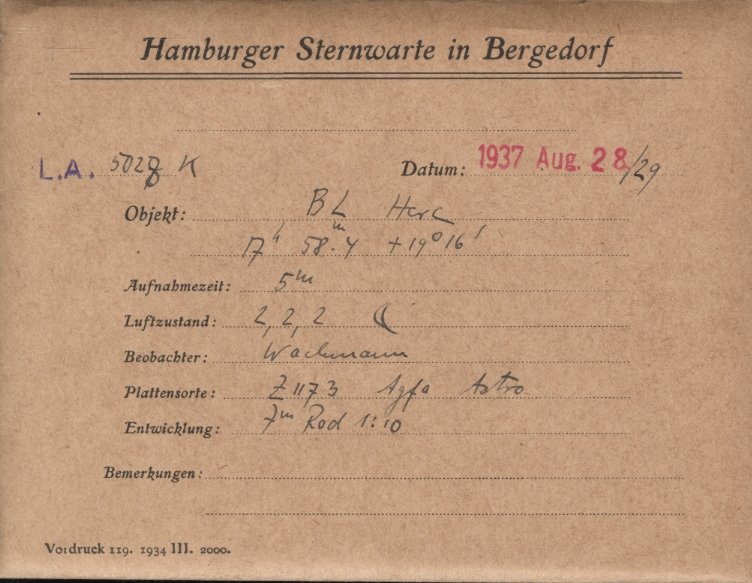 Hamburger Sternwarte in Bergedorf
L.A. 5028 K Datum: 1937 Aug. 28/29
Objekt: BL Herc
17ʰ 58ᵐ.4 +19° 16'
Aufnahmezeit: 5ᵐ
Luftzustand: 2, 2, 2 ☾
Beobachter: Wachmann
Plattensorte: Z 1173 Agfa Astro
Entwicklung: 7ᵐ Rod 1:10
Bemerkungen:
Vordruck 119. 1934 III. 2000.